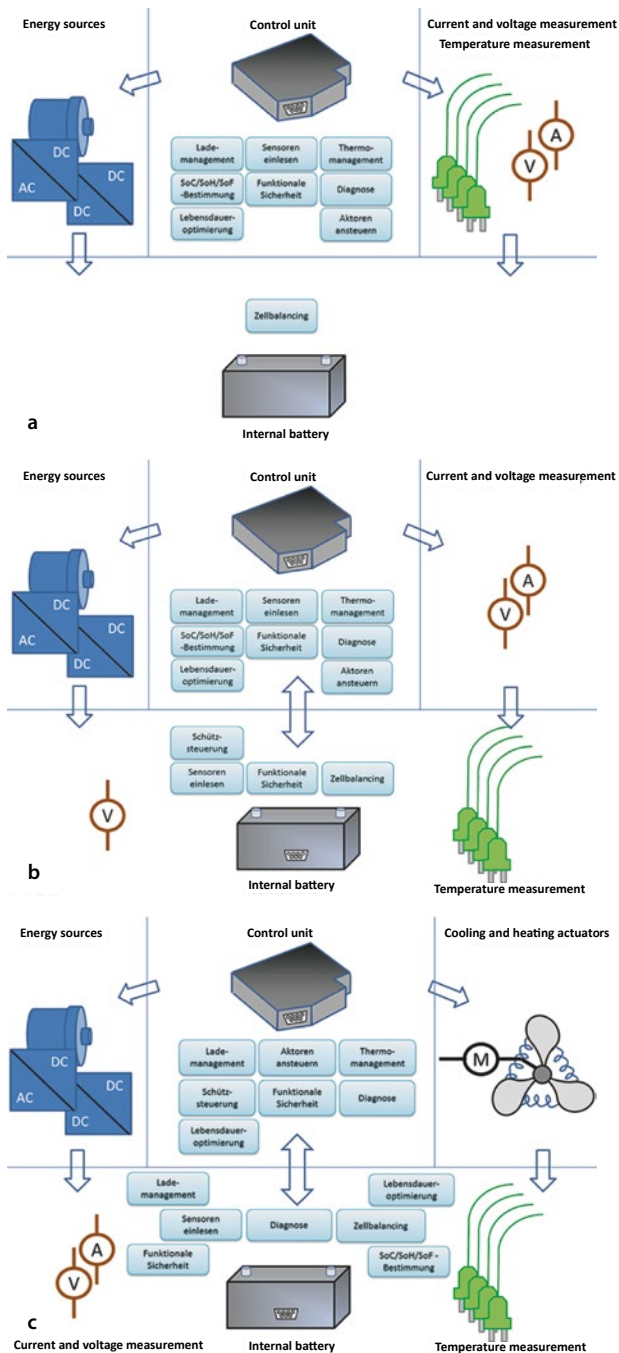 Energy sources
Control unit
Current and voltage measurement
Temperature measurement
DC
AC
DC
DC
Lade-
management
Sensoren
einlesen
Thermo-
management
SoC/SoH/SoF
-Bestimmung
Funktionale
Sicherheit
Diagnose
Lebensdauer-
optimierung
Aktoren
ansteuern
A
V
Zellbalancing
a
Internal battery
Energy sources
Control unit
Current and voltage measurement
DC
AC
DC
DC
Lade-
management
Sensoren
einlesen
Thermo-
management
SoC/SoH/SoF
-Bestimmung
Funktionale
Sicherheit
Diagnose
Lebensdauer-
optimierung
Aktoren
ansteuern
A
V
Schütz-
steuerung
Sensoren
einlesen
Funktionale
Sicherheit
Zellbalancing
V
b
Internal battery
Temperature measurement
Energy sources
Control unit
Cooling and heating actuators
DC
AC
DC
DC
Lade-
management
Aktoren
ansteuern
Thermo-
management
Schütz-
steuerung
Funktionale
Sicherheit
Diagnose
Lebensdauer-
optimierung
M
Lade-
management
Lebensdauer-
optimierung
Sensoren
einlesen
Diagnose
Zellbalancing
Funktionale
Sicherheit
SoC/SoH/SoF -
Bestimmung
A
V
c
Current and voltage measurement
Internal battery
Temperature measurement